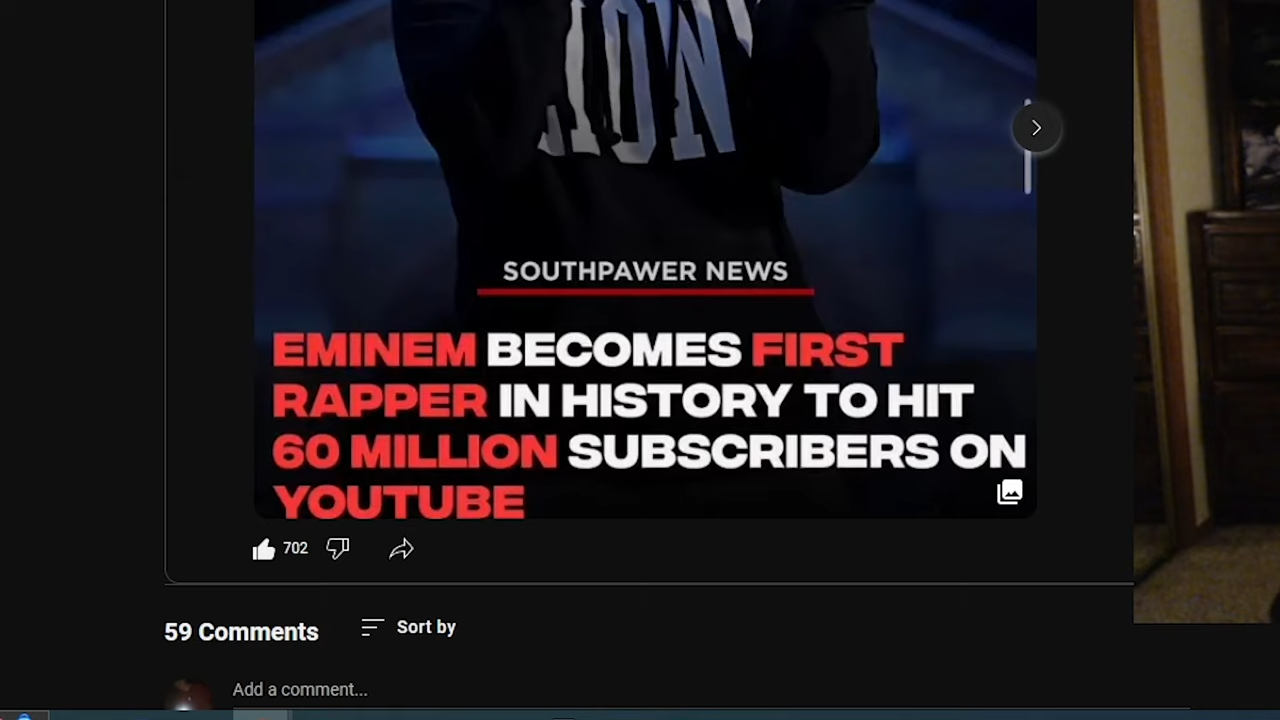 SOUTHPAWER NEWS
EMINEM BECOMES FIRST
RAPPER IN HISTORY TO HIT
60 MILLION SUBSCRIBERS ON
YOUTUBE
702
59 Comments
Sort by
Add a comment...